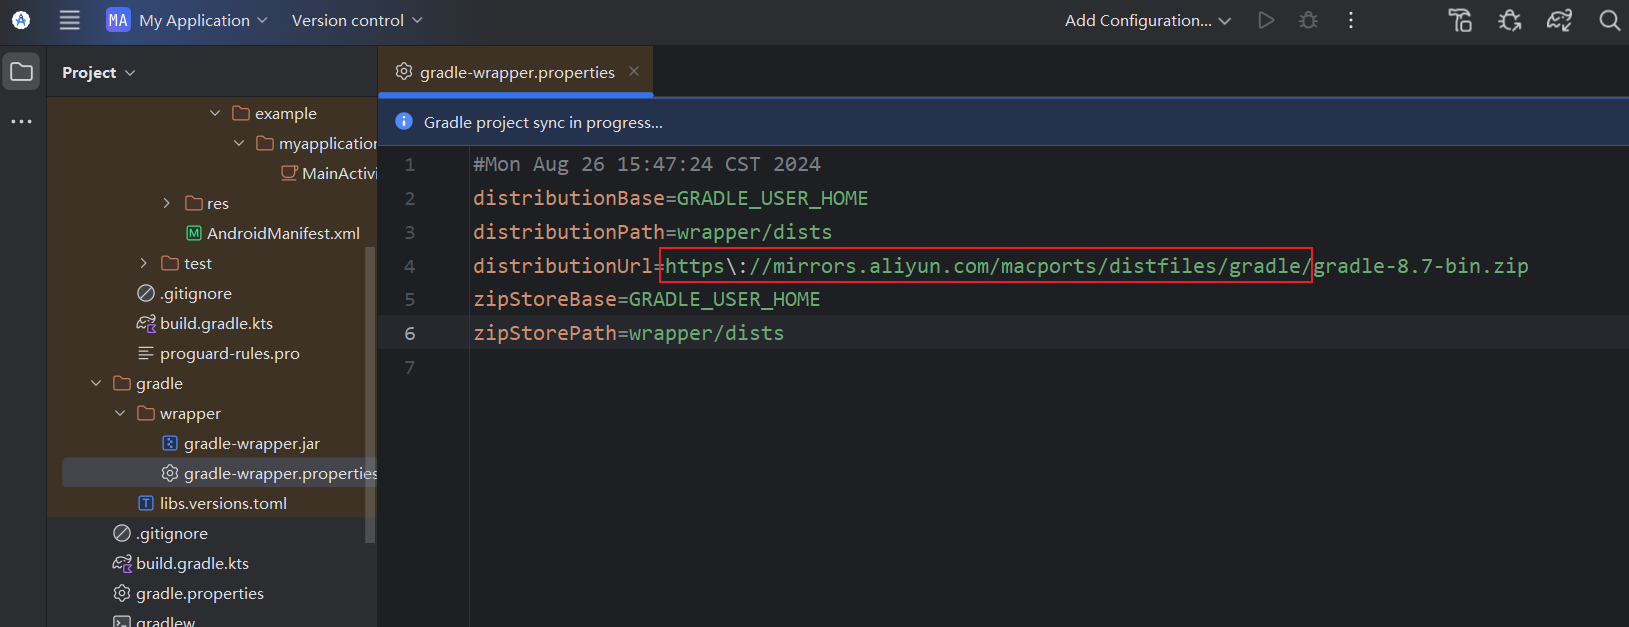 MA My Application Version control Add Configuration...
Project
gradle-wrapper.properties
example
myapplication
MainActivi
res
AndroidManifest.xml
test
.gitignore
build.gradle.kts
proguard-rules.pro
gradle
wrapper
gradle-wrapper.jar
gradle-wrapper.properties
libs.versions.toml
.gitignore
build.gradle.kts
gradle.properties
gradlew
Gradle project sync in progress...
1 #Mon Aug 26 15:47:24 CST 2024
2 distributionBase=GRADLE_USER_HOME
3 distributionPath=wrapper/dists
4 distributionUrl=https\://mirrors.aliyun.com/macports/distfiles/gradle/gradle-8.7-bin.zip
5 zipStoreBase=GRADLE_USER_HOME
6 zipStorePath=wrapper/dists
7